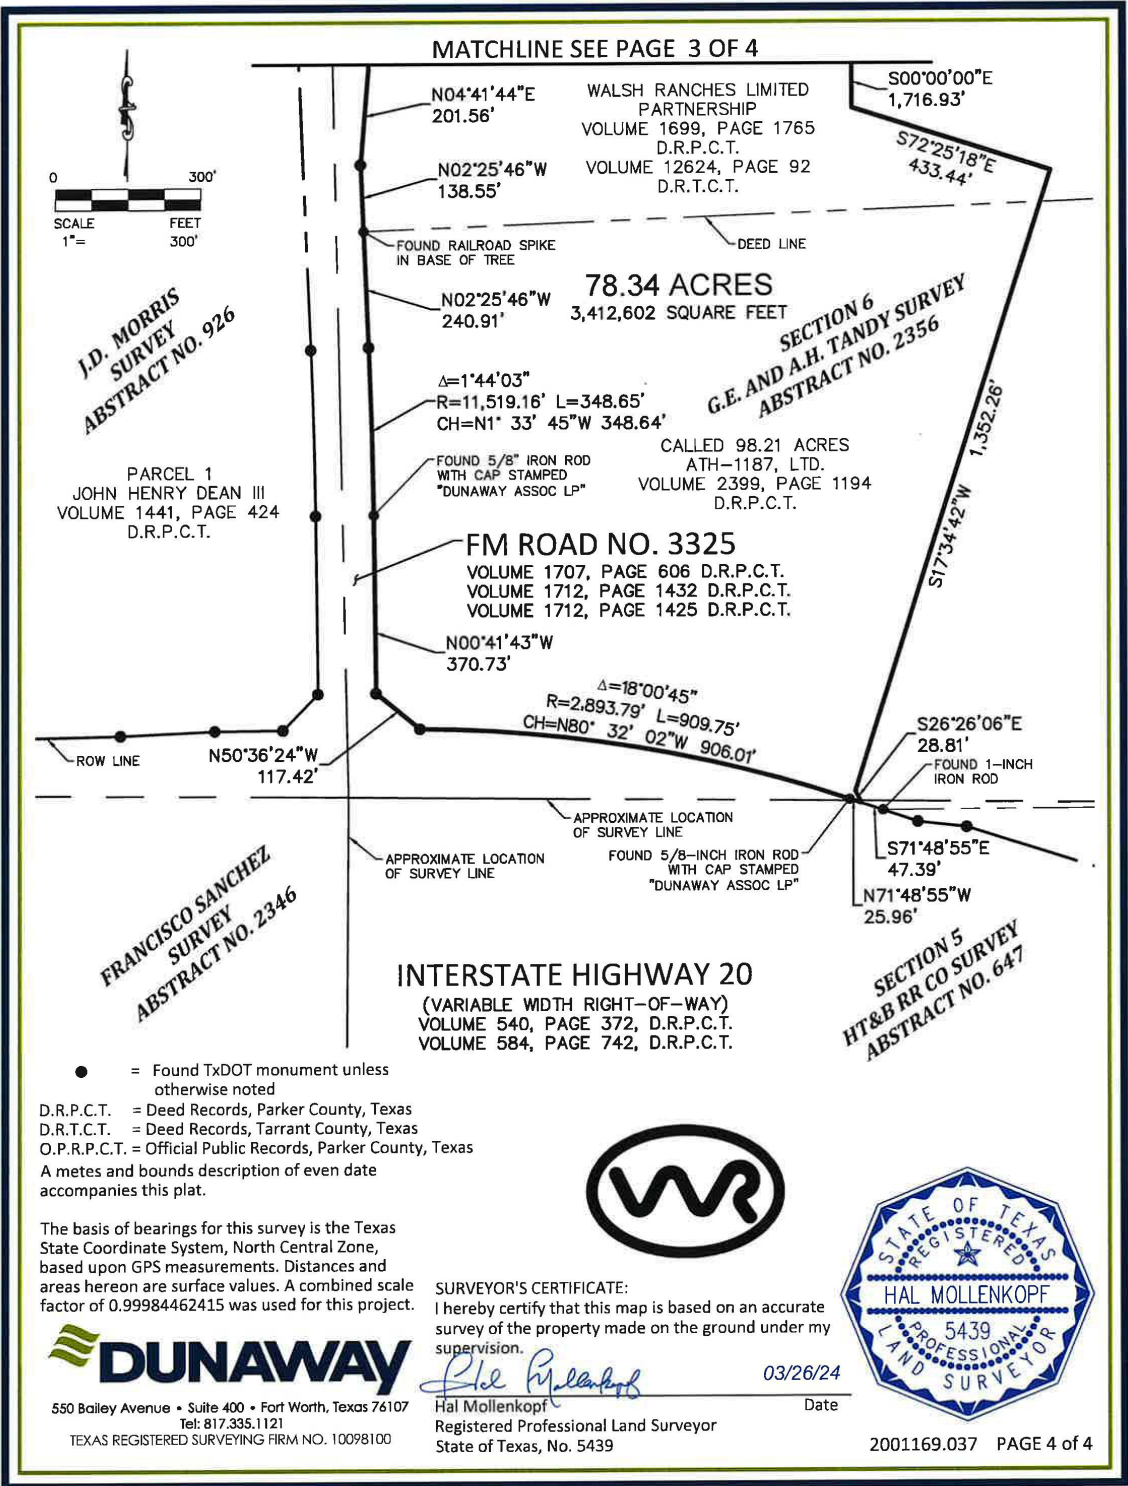 MATCHLINE SEE PAGE 3 OF 4
N04°41'44"E
201.56'
WALSH RANCHES LIMITED
PARTNERSHIP
VOLUME 1699, PAGE 1765
D.R.P.C.T.
VOLUME 12624, PAGE 92
D.R.T.C.T.
S00°00'00"E
1,716.93'
S72°25'18"E
433.44'
0 300'
SCALE FEET
1"= 300'
N02°25'46"W
138.55'
FOUND RAILROAD SPIKE
IN BASE OF TREE
DEED LINE
78.34 ACRES
3,412,602 SQUARE FEET
N02°25'46"W
240.91'
J.D. MORRIS
SURVEY
ABSTRACT NO. 926
SECTION 6
G.E. AND A.H. TANDY SURVEY
ABSTRACT NO. 2356
Δ=1°44'03"
R=11,519.16' L=348.65'
CH=N1° 33' 45"W 348.64'
S17°34'42"W 1,352.26'
FOUND 5/8" IRON ROD
WITH CAP STAMPED
"DUNAWAY ASSOC LP"
CALLED 98.21 ACRES
ATH-1187, LTD.
VOLUME 2399, PAGE 1194
D.R.P.C.T.
PARCEL 1
JOHN HENRY DEAN III
VOLUME 1441, PAGE 424
D.R.P.C.T.
FM ROAD NO. 3325
VOLUME 1707, PAGE 606 D.R.P.C.T.
VOLUME 1712, PAGE 1432 D.R.P.C.T.
VOLUME 1712, PAGE 1425 D.R.P.C.T.
N00°41'43"W
370.73'
Δ=18°00'45"
R=2,893.79' L=909.75'
CH=N80° 32' 02"W 906.01'
S26°26'06"E
28.81'
FOUND 1-INCH
IRON ROD
ROW LINE
N50°36'24"W
117.42'
APPROXIMATE LOCATION
OF SURVEY LINE
APPROXIMATE LOCATION
OF SURVEY LINE
FOUND 5/8-INCH IRON ROD
WITH CAP STAMPED
"DUNAWAY ASSOC LP"
S71°48'55"E
47.39'
N71°48'55"W
25.96'
FRANCISCO SANCHEZ
SURVEY
ABSTRACT NO. 2346
SECTION 5
HT&B RR CO SURVEY
ABSTRACT NO. 647
INTERSTATE HIGHWAY 20
(VARIABLE WIDTH RIGHT-OF-WAY)
VOLUME 540, PAGE 372, D.R.P.C.T.
VOLUME 584, PAGE 742, D.R.P.C.T.
● = Found TxDOT monument unless
otherwise noted
D.R.P.C.T. = Deed Records, Parker County, Texas
D.R.T.C.T. = Deed Records, Tarrant County, Texas
O.P.R.P.C.T. = Official Public Records, Parker County, Texas
A metes and bounds description of even date
accompanies this plat.
The basis of bearings for this survey is the Texas
State Coordinate System, North Central Zone,
based upon GPS measurements. Distances and
areas hereon are surface values. A combined scale
factor of 0.99984462415 was used for this project.
WR
SURVEYOR'S CERTIFICATE:
I hereby certify that this map is based on an accurate
survey of the property made on the ground under my
supervision.
Hal Mollenkopf
03/26/24
Hal Mollenkopf Date
Registered Professional Land Surveyor
State of Texas, No. 5439
STATE OF TEXAS
REGISTERED
HAL MOLLENKOPF
5439
PROFESSIONAL
LAND SURVEYOR
DUNAWAY
550 Bailey Avenue • Suite 400 • Fort Worth, Texas 76107
Tel: 817.335.1121
TEXAS REGISTERED SURVEYING FIRM NO. 10098100
2001169.037 PAGE 4 of 4